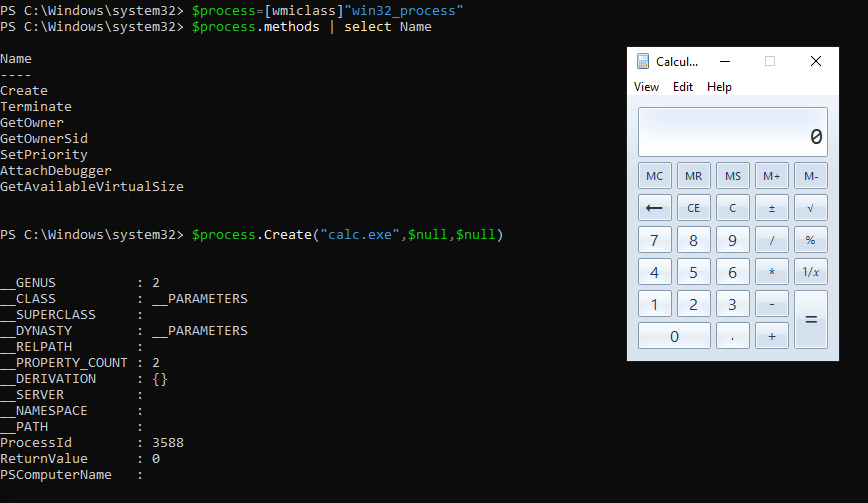 PS C:\Windows\system32> $process=[wmiclass]"win32_process"
PS C:\Windows\system32> $process.methods | select Name
Name
----
Create
Terminate
GetOwner
GetOwnerSid
SetPriority
AttachDebugger
GetAvailableVirtualSize
PS C:\Windows\system32> $process.Create("calc.exe",$null,$null)
__GENUS : 2
__CLASS : __PARAMETERS
__SUPERCLASS :
__DYNASTY : __PARAMETERS
__RELPATH :
__PROPERTY_COUNT : 2
__DERIVATION : {}
__SERVER :
__NAMESPACE :
__PATH :
ProcessId : 3588
ReturnValue : 0
PSComputerName :
Calcul...
View Edit Help
0
MC MR MS M+ M-
← CE C ± √
7 8 9 / %
4 5 6 * 1/x
1 2 3 - =
0 . +